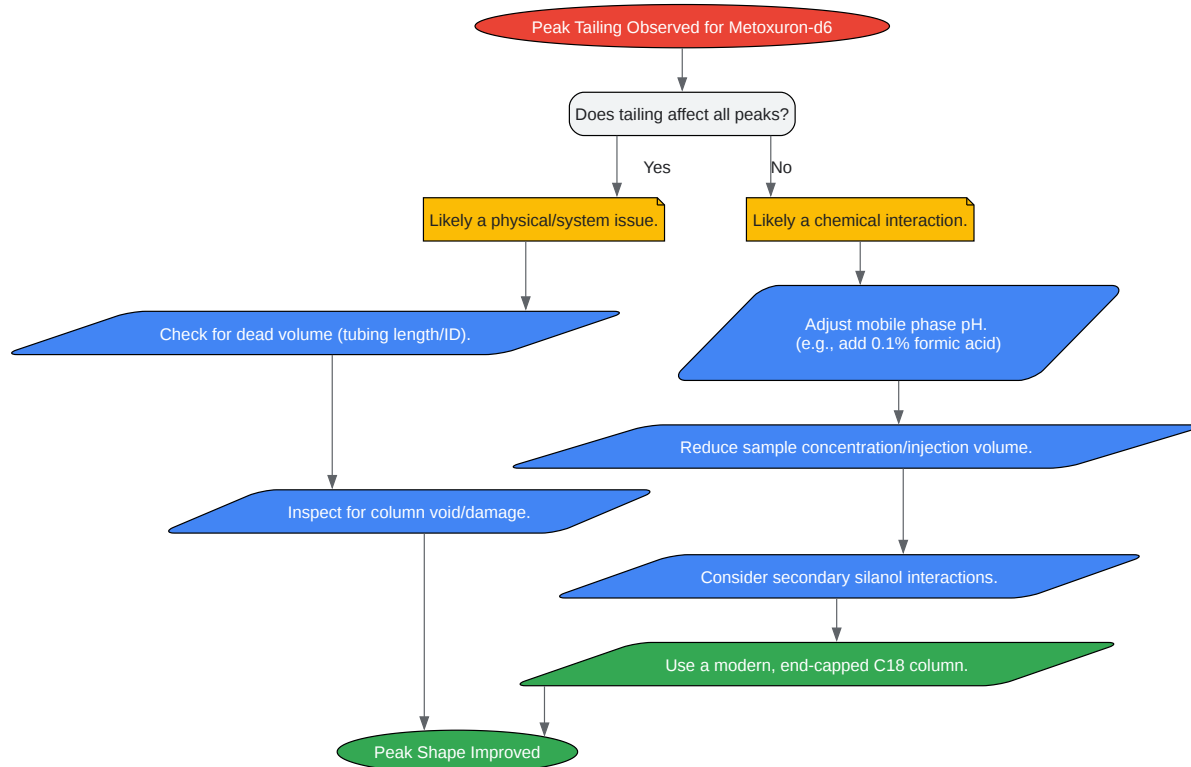 Peak Tailing Observed for Metoxuron-d6
Does tailing affect all peaks?
Yes
No
Likely a physical/system issue.
Likely a chemical interaction.
Check for dead volume (tubing length/ID).
Adjust mobile phase pH.
(e.g., add 0.1% formic acid)
Reduce sample concentration/injection volume.
Inspect for column void/damage.
Consider secondary silanol interactions.
Use a modern, end-capped C18 column.
Peak Shape Improved